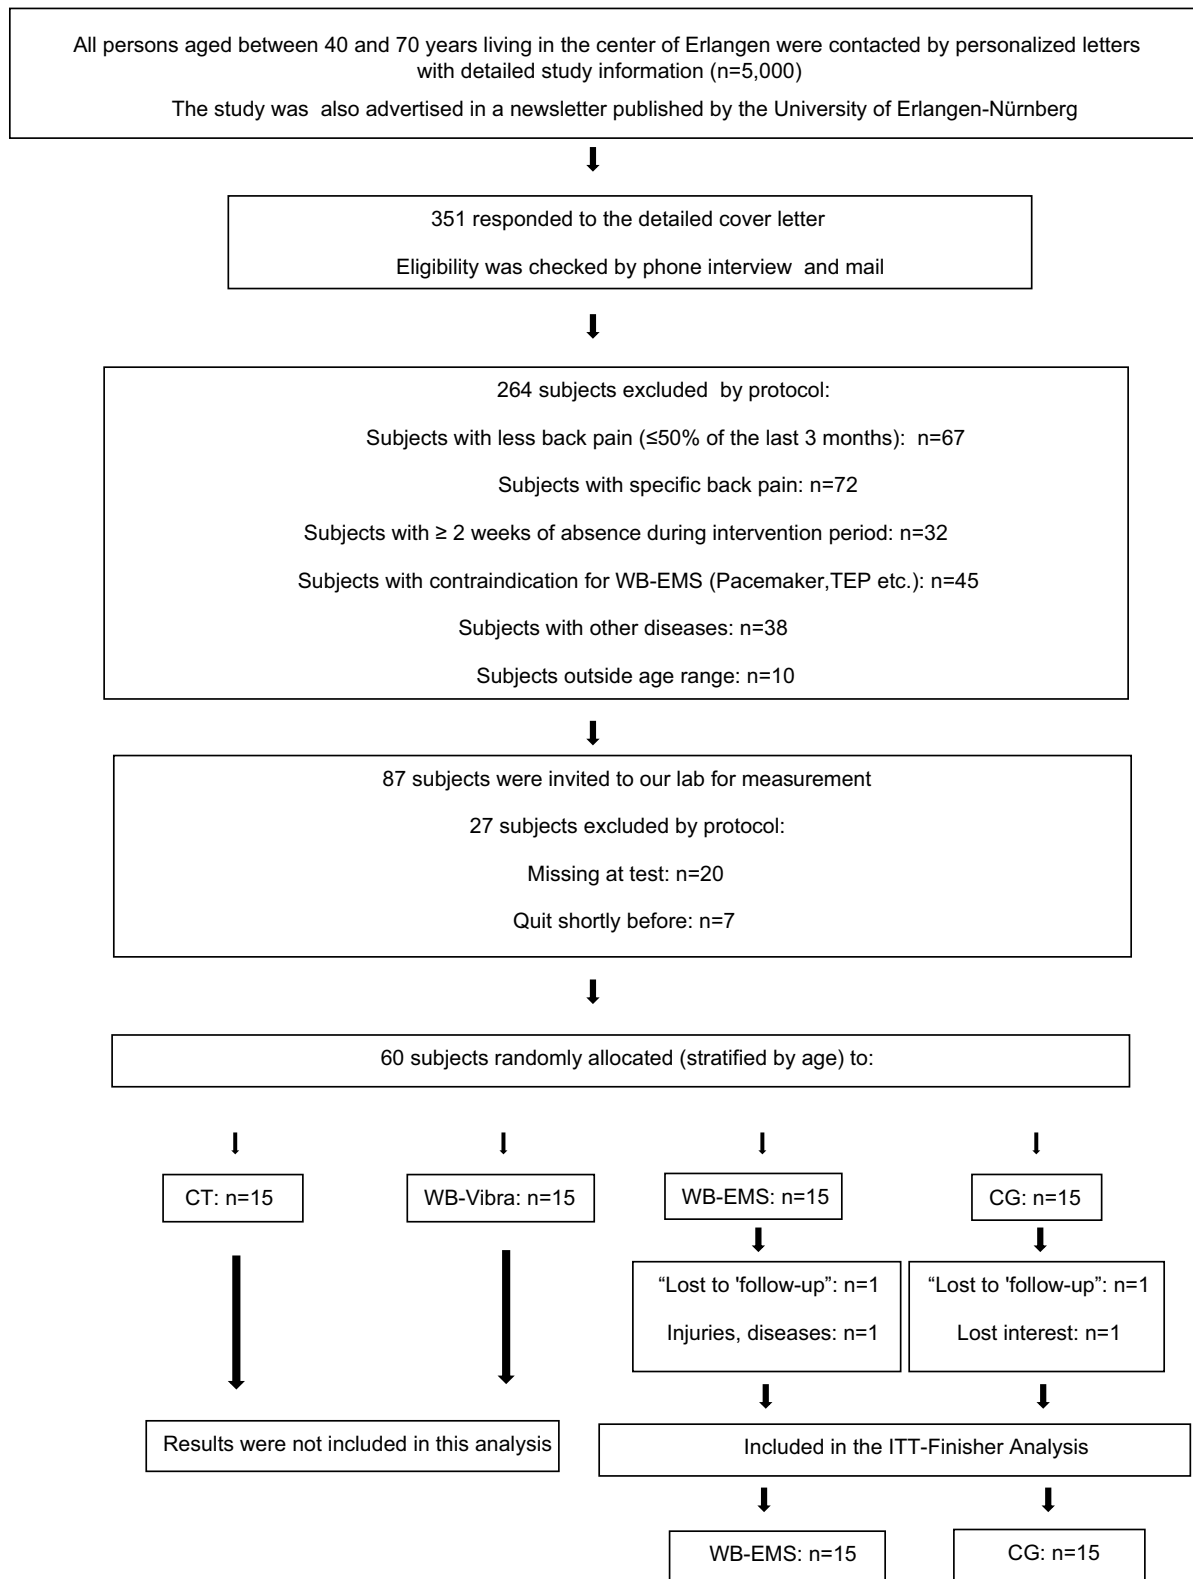 All persons aged between 40 and 70 years living in the center of Erlangen were contacted by personalized letters
with detailed study information (n=5,000)
The study was also advertised in a newsletter published by the University of Erlangen-Nürnberg
351 responded to the detailed cover letter
Eligibility was checked by phone interview and mail
264 subjects excluded by protocol:
Subjects with less back pain (≤50% of the last 3 months): n=67
Subjects with specific back pain: n=72
Subjects with ≥ 2 weeks of absence during intervention period: n=32
Subjects with contraindication for WB-EMS (Pacemaker,TEP etc.): n=45
Subjects with other diseases: n=38
Subjects outside age range: n=10
87 subjects were invited to our lab for measurement
27 subjects excluded by protocol:
Missing at test: n=20
Quit shortly before: n=7
60 subjects randomly allocated (stratified by age) to:
CT: n=15
WB-Vibra: n=15
WB-EMS: n=15
CG: n=15
“Lost to 'follow-up”: n=1
Injuries, diseases: n=1
“Lost to 'follow-up”: n=1
Lost interest: n=1
Results were not included in this analysis
Included in the ITT-Finisher Analysis
WB-EMS: n=15
CG: n=15